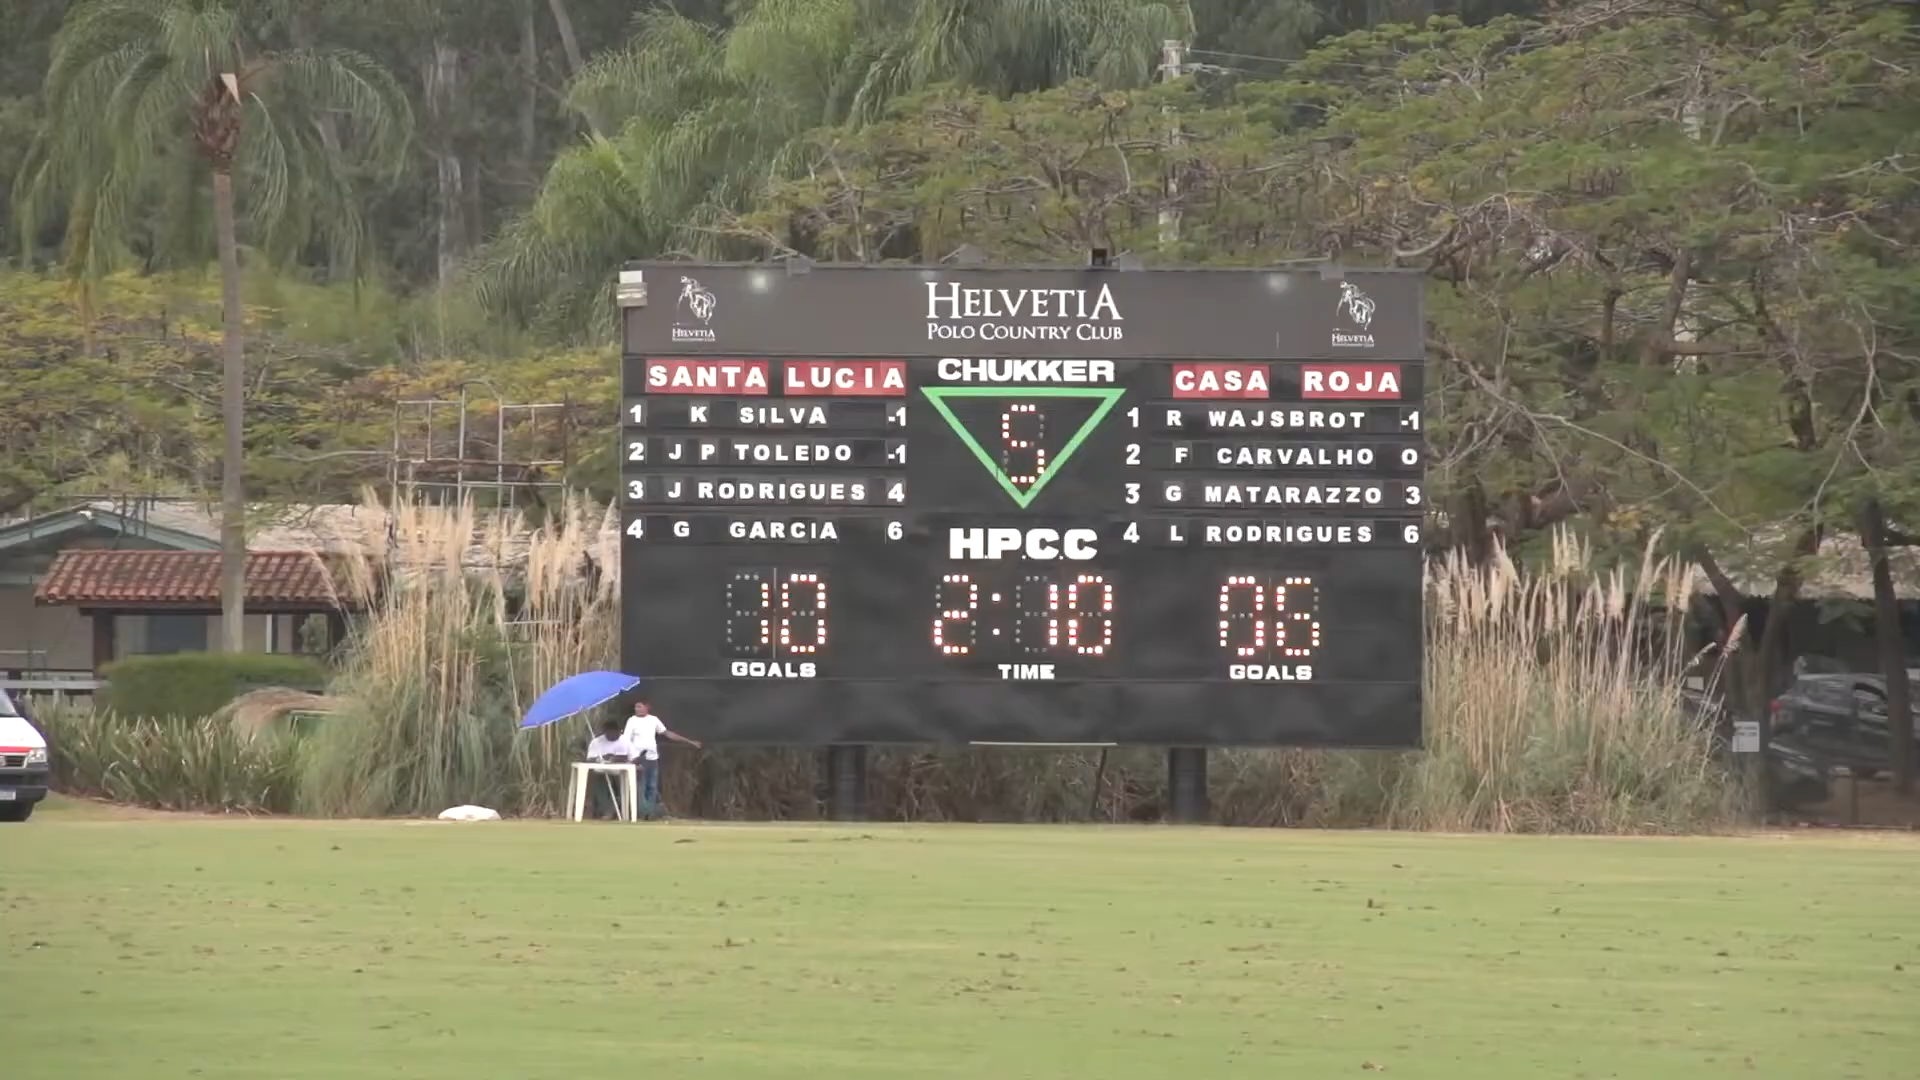 HELVETIA
POLO COUNTRY CLUB
HELVETIA
HELVETIA
SANTA LUCIA
1 K SILVA -1
2 J P TOLEDO -1
3 J RODRIGUES 4
4 G GARCIA 6
10
GOALS
CHUKKER
5
H.P.C.C
2:10
TIME
CASA ROJA
1 R WAJSBROT -1
2 F CARVALHO 0
3 G MATARAZZO 3
4 L RODRIGUES 6
06
GOALS